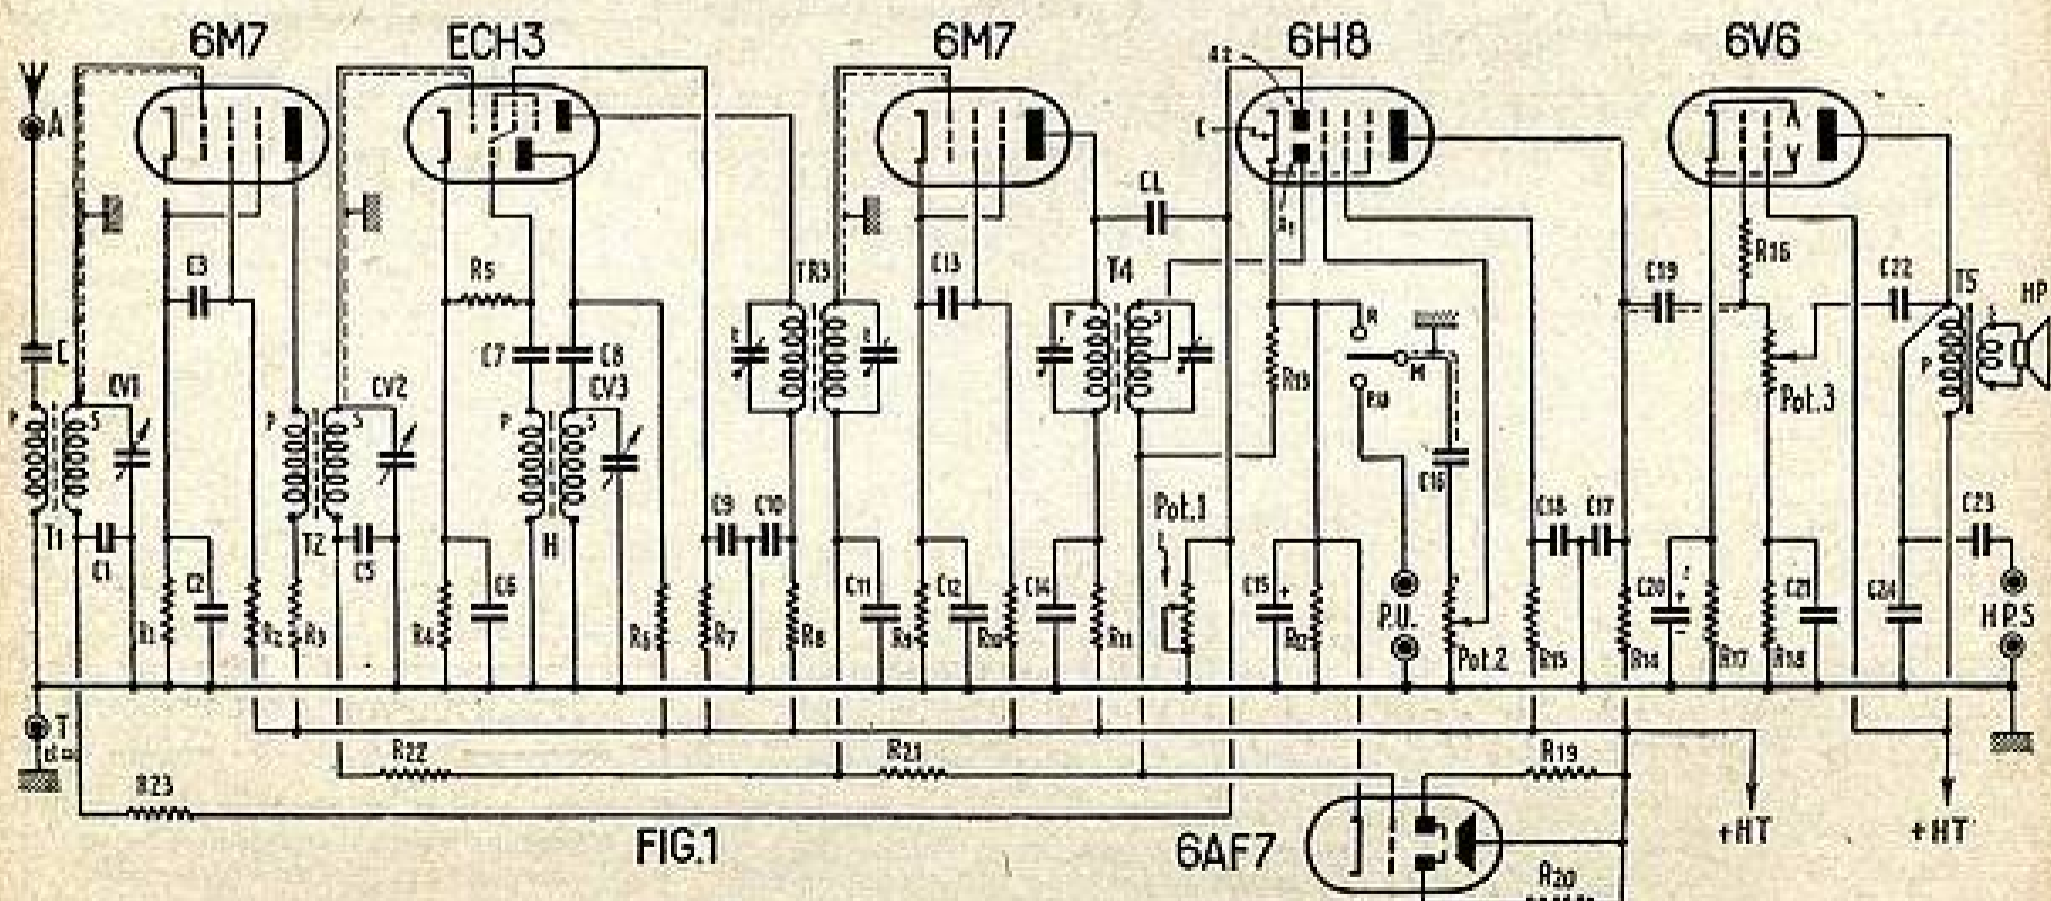 6M7 ECH3 6M7 6H8 6V6
A
CL
C3 R5 TR3 C13 T4 R16 C19 C22 T5 HP
C CV1 C7 C8 CV2 CV3 R M P.U Pot.3
P S P S P S P S P S
T1 C1 C2 T2 C5 H C6 C9 C10 C11 C12 C14 Pot.1 C15 C16 C18 C17 C20 C21 C23 C24
R1 R2 R3 R4 R6 R7 R8 R9 R10 R11 P.U. Pot.2 R15 R17 R18 H.P.S
T
R22 R21 R19
R23
+HT +HT
FIG.1 6AF7
R20